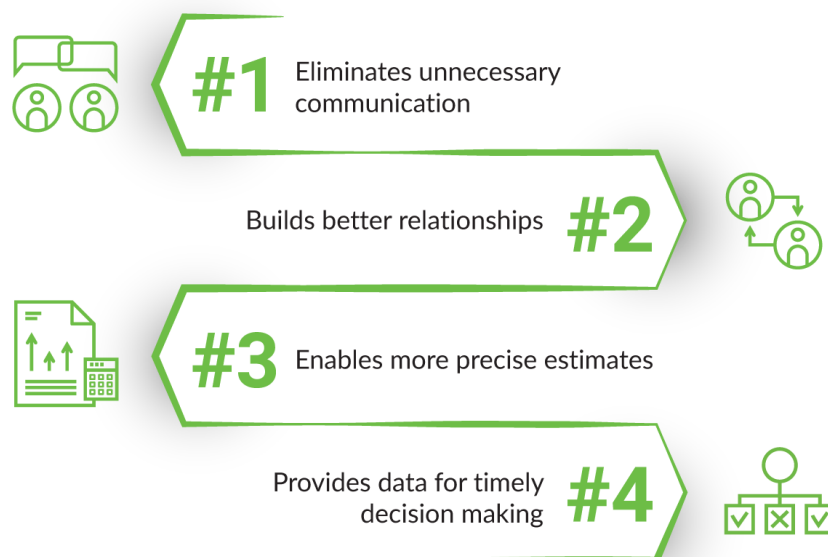 #1
Eliminates unnecessary
communication
Builds better relationships
#2
#3
Enables more precise estimates
Provides data for timely
decision making
#4